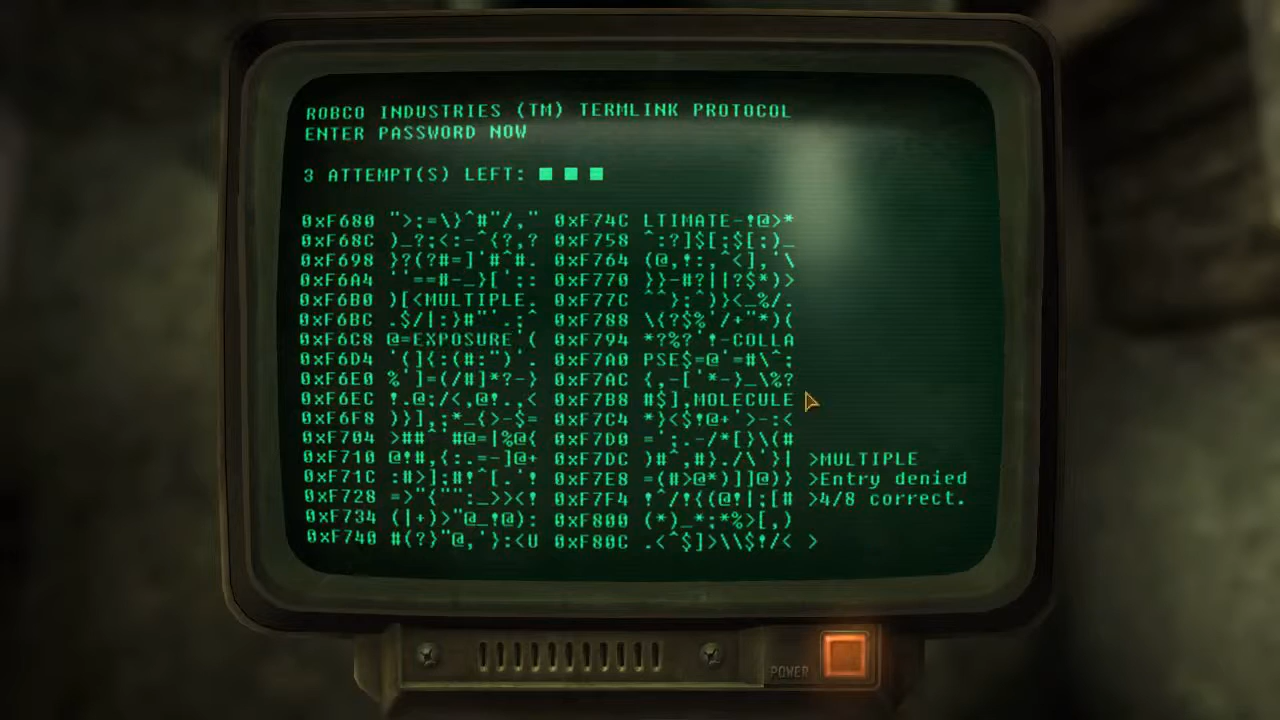 ROBCO INDUSTRIES (TM) TERMLINK PROTOCOL
ENTER PASSWORD NOW
3 ATTEMPT(S) LEFT: ■ ■ ■
0xF680 ">;=\}^#"/," 0xF74C LTIMATE-!@>*
0xF68C )_?;<:-^{?,? 0xF758 ^:?]$[;$[;)_
0xF698 }?(?#=]'#^#. 0xF764 (@,!:,^<],'\
0xF6A4 ''==#-_}[';: 0xF770 }}-#?||?$*)>
0xF6B0 )[<MULTIPLE. 0xF77C ^^};^)}<_%/.
0xF6BC .$/|:}#"'.;^ 0xF788 \{?$%'/+"*)(
0xF6C8 @=EXPOSURE'( 0xF794 *?%?'!-COLLA
0xF6D4 '(]{:(#:")'. 0xF7A0 PSE$=@'=#\^;
0xF6E0 %']=(/#]*?-} 0xF7AC {,-['*-}_\%?
0xF6EC !.@;/<,@!.,< 0xF7B8 #$],MOLECULE
0xF6F8 )}],;*_{>-$= 0xF7C4 *}<$!@+'>-:<
0xF704 >##^'#@=|%@{ 0xF7D0 =';.-/*[}\(#
0xF710 @!#,{:.=-]@+ 0xF7DC )#^,#}./\'}| >MULTIPLE
0xF71C :#>];#!^[.'! 0xF7E8 =(#>@*)]]@)} >Entry denied
0xF728 =>"{"":_>><! 0xF7F4 !^/!{(@!|;[# >4/8 correct.
0xF734 (|+)>"@_!@): 0xF800 (*)_*:*%>[,)
0xF740 #(?}"@,'}:<U 0xF80C .<^$]>\\$!/< >
POWER